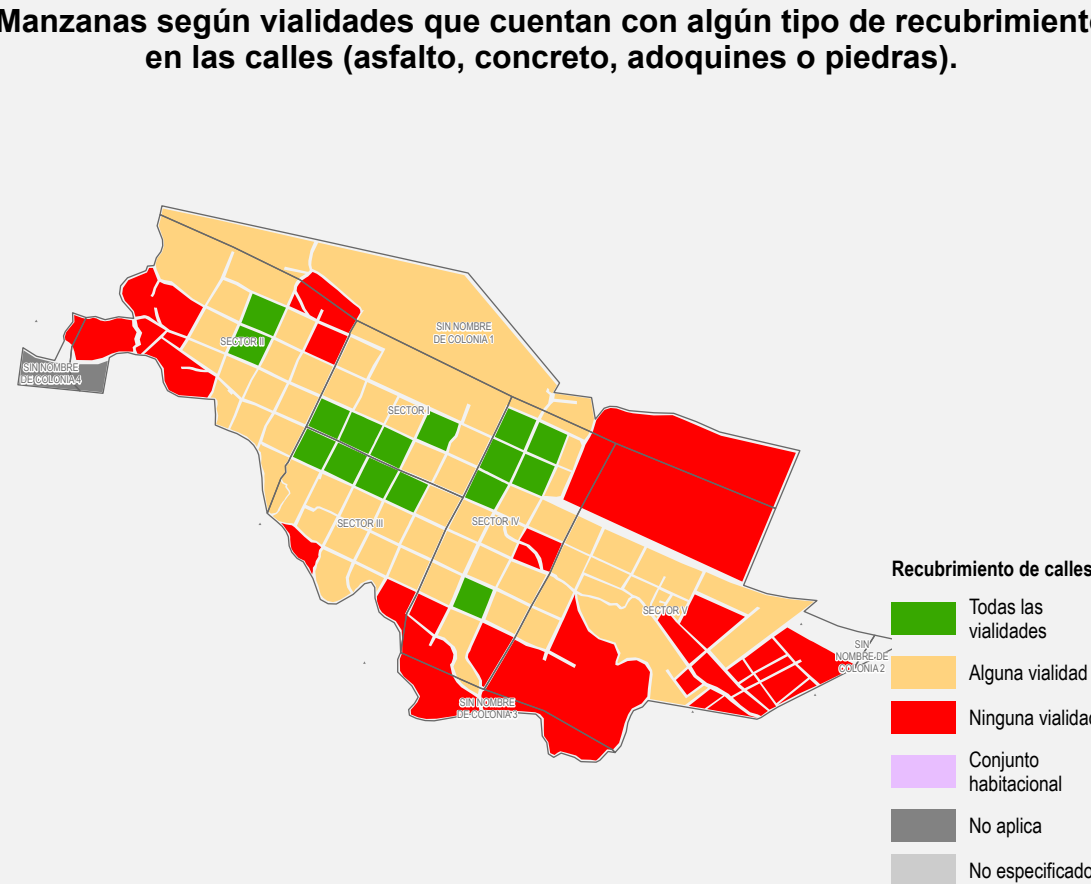 Manzanas según vialidades que cuentan con algún tipo de recubrimiento
en las calles (asfalto, concreto, adoquines o piedras).
SIN NOMBRE
DE COLONIA 1
SECTOR II
SIN NOMBRE
DE COLONIA 4
SECTOR I
SECTOR III
SECTOR IV
SECTOR V
SIN
NOMBRE DE
COLONIA 2
SIN NOMBRE
DE COLONIA 3
Recubrimiento de calles
Todas las
vialidades
Alguna vialidad
Ninguna vialidad
Conjunto
habitacional
No aplica
No especificado